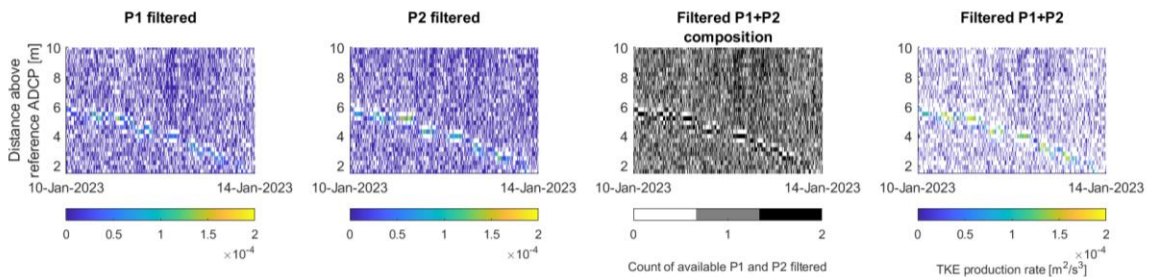 P1 filtered
P2 filtered
Filtered P1+P2
composition
Filtered P1+P2
Distance above
reference ADCP [m]
10
8
6
4
2
10-Jan-2023
14-Jan-2023
10
8
6
4
2
10-Jan-2023
14-Jan-2023
10
8
6
4
2
10-Jan-2023
14-Jan-2023
10
8
6
4
2
10-Jan-2023
14-Jan-2023
0 0.5 1 1.5 2
×10⁻⁴
0 0.5 1 1.5 2
×10⁻⁴
0 1 2
Count of available P1 and P2 filtered
0 0.5 1 1.5 2
×10⁻⁴
TKE production rate [m²/s³]